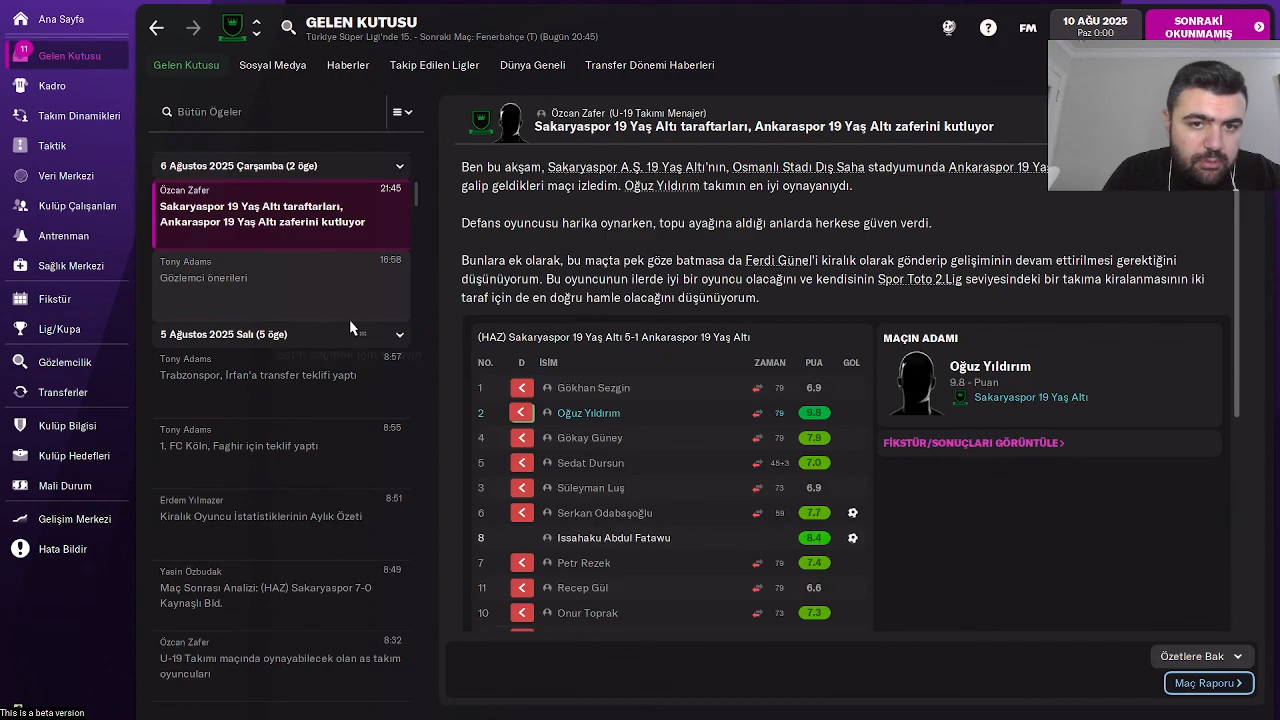 Ana Sayfa
11
Gelen Kutusu
Kadro
Takım Dinamikleri
Taktik
Veri Merkezi
Kulüp Çalışanları
Antrenman
Sağlık Merkezi
Fikstür
Lig/Kupa
Gözlemcilik
Transferler
Kulüp Bilgisi
Kulüp Hedefleri
Mali Durum
Gelişim Merkezi
Hata Bildir
This is a beta version
GELEN KUTUSU
Türkiye Süper Ligi'nde 15. - Sonraki Maç: Fenerbahçe (T) (Bugün 20:45)
FM
10 AĞU 2025
Paz 0:00
SONRAKİ
OKUNMAMIŞ
Gelen Kutusu
Sosyal Medya
Haberler
Takip Edilen Ligler
Dünya Geneli
Transfer Dönemi Haberleri
Bütün Ögeler
6 Ağustos 2025 Çarşamba (2 öge)
Özcan Zafer 21:45
Sakaryaspor 19 Yaş Altı taraftarları,
Ankaraspor 19 Yaş Altı zaferini kutluyor
Tony Adams 16:58
Gözlemci önerileri
5 Ağustos 2025 Salı (5 öge)
Tony Adams 8:57
Trabzonspor, İrfan'a transfer teklifi yaptı
Tony Adams 8:55
1. FC Köln, Faghir için teklif yaptı
Erdem Yılmazer 8:51
Kiralık Oyuncu İstatistiklerinin Aylık Özeti
Yasin Özbudak 8:49
Maç Sonrası Analizi: (HAZ) Sakaryaspor 7-0
Kaynaşlı Bld.
Özcan Zafer 8:32
U-19 Takımı maçında oynayabilecek olan as takım
oyuncuları
Özcan Zafer (U-19 Takımı Menajer)
Sakaryaspor 19 Yaş Altı taraftarları, Ankaraspor 19 Yaş Altı zaferini kutluyor
Ben bu akşam, Sakaryaspor A.Ş. 19 Yaş Altı'nın, Osmanlı Stadı Dış Saha stadyumunda Ankaraspor 19 Ya
galip geldikleri maçı izledim. Oğuz Yıldırım takımın en iyi oynayanıydı.
Defans oyuncusu harika oynarken, topu ayağına aldığı anlarda herkese güven verdi.
Bunlara ek olarak, bu maçta pek göze batmasa da Ferdi Günel'i kiralık olarak gönderip gelişiminin devam ettirilmesi gerektiğini
düşünüyorum. Bu oyuncunun ilerde iyi bir oyuncu olacağını ve kendisinin Spor Toto 2.Lig seviyesindeki bir takıma kiralanmasının iki
taraf için de en doğru hamle olacağını düşünüyorum.
(HAZ) Sakaryaspor 19 Yaş Altı 5-1 Ankaraspor 19 Yaş Altı
NO. D İSİM ZAMAN PUA GOL
1 Gökhan Sezgin 79 6.9
2 Oğuz Yıldırım 79 9.8
4 Gökay Güney 79 7.9
5 Sedat Dursun 45+3 7.0
3 Süleyman Luş 73 6.9
6 Serkan Odabaşoğlu 59 7.7
8 Issahaku Abdul Fatawu 8.4
7 Petr Rezek 79 7.4
11 Recep Gül 79 6.6
10 Onur Toprak 73 7.3
MAÇIN ADAMI
Oğuz Yıldırım
9.8 - Puan
Sakaryaspor 19 Yaş Altı
FİKSTÜR/SONUÇLARI GÖRÜNTÜLE
Özetlere Bak
Maç Raporu